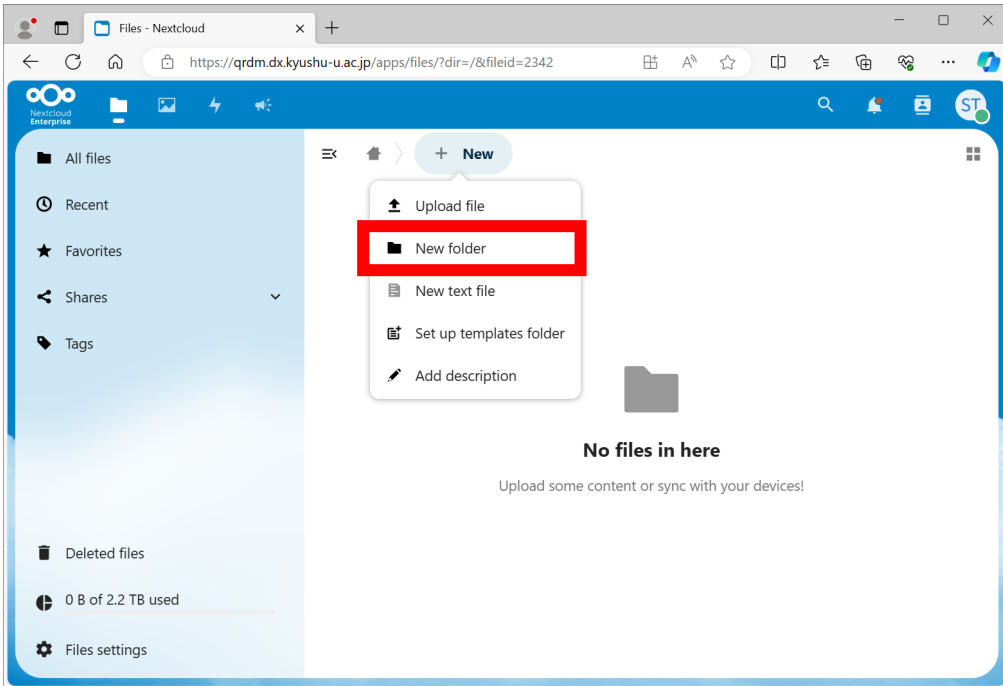 Files - Nextcloud
https://qrdm.dx.kyushu-u.ac.jp/apps/files/?dir=/&fileid=2342
Nextcloud
Enterprise
ST
All files
+ New
Recent
Upload file
New folder
Favorites
New text file
Shares
Set up templates folder
Tags
Add description
No files in here
Upload some content or sync with your devices!
Deleted files
0 B of 2.2 TB used
Files settings